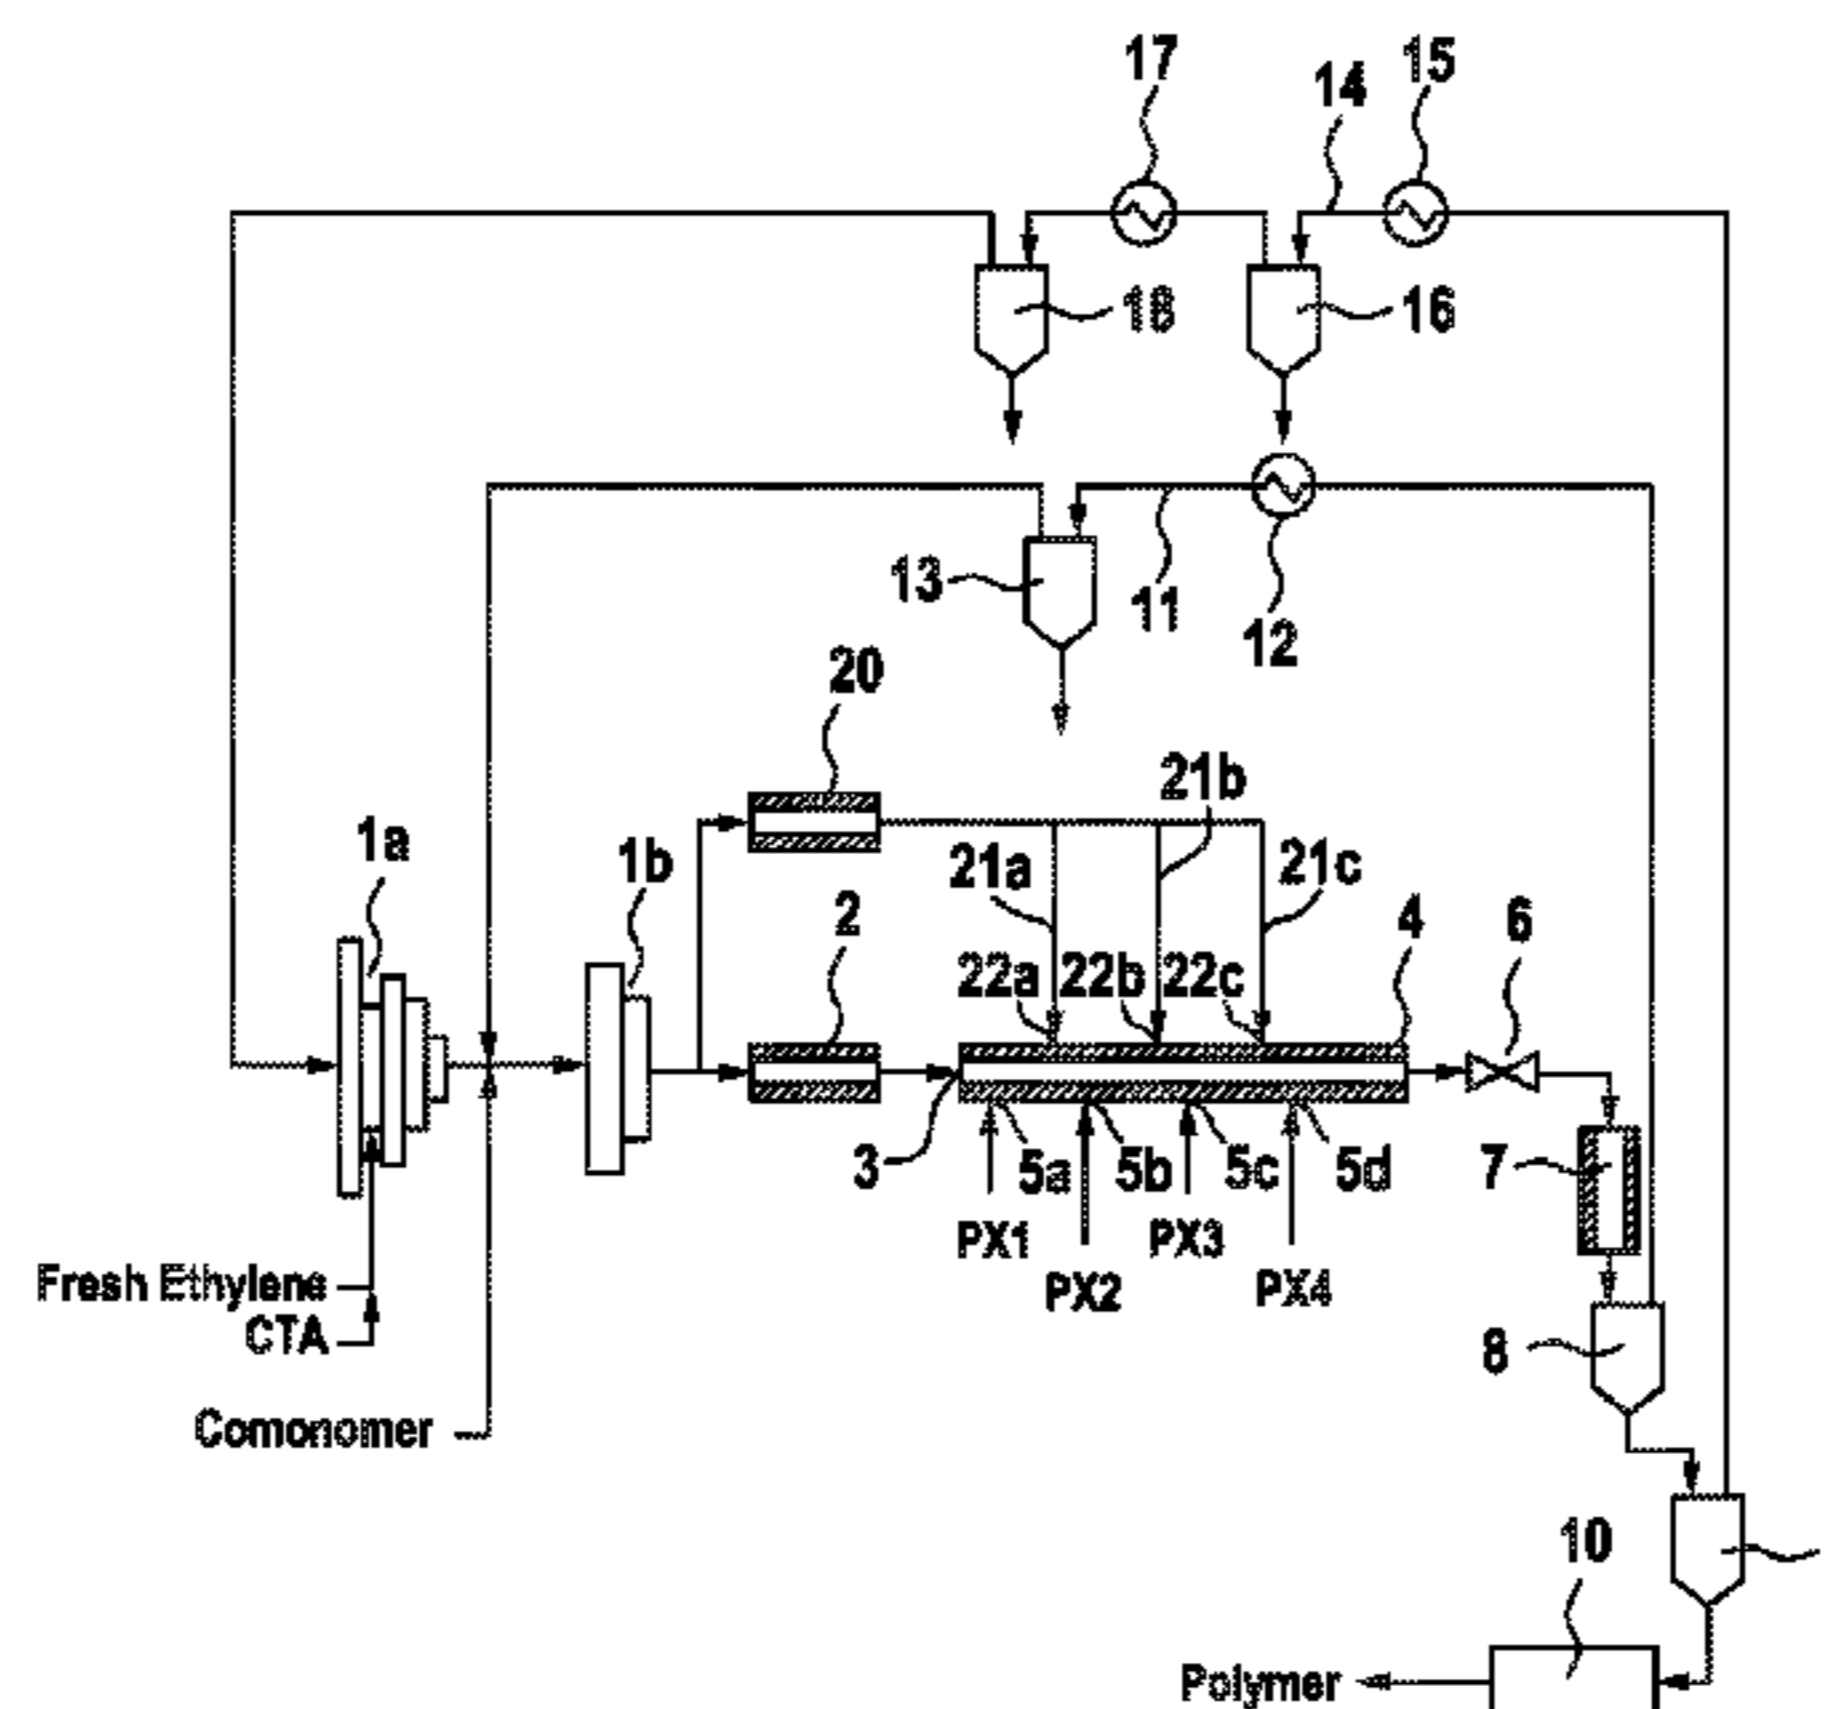 17
14
15
18
16
13
11
12
20
21b
1a
1b
21a
21c
2
4
6
22a
22b
22c
3
5a
5b
5c
5d
7
PX1
PX3
PX2
PX4
Fresh Ethylene
CTA
8
Comonomer
10
Polymer